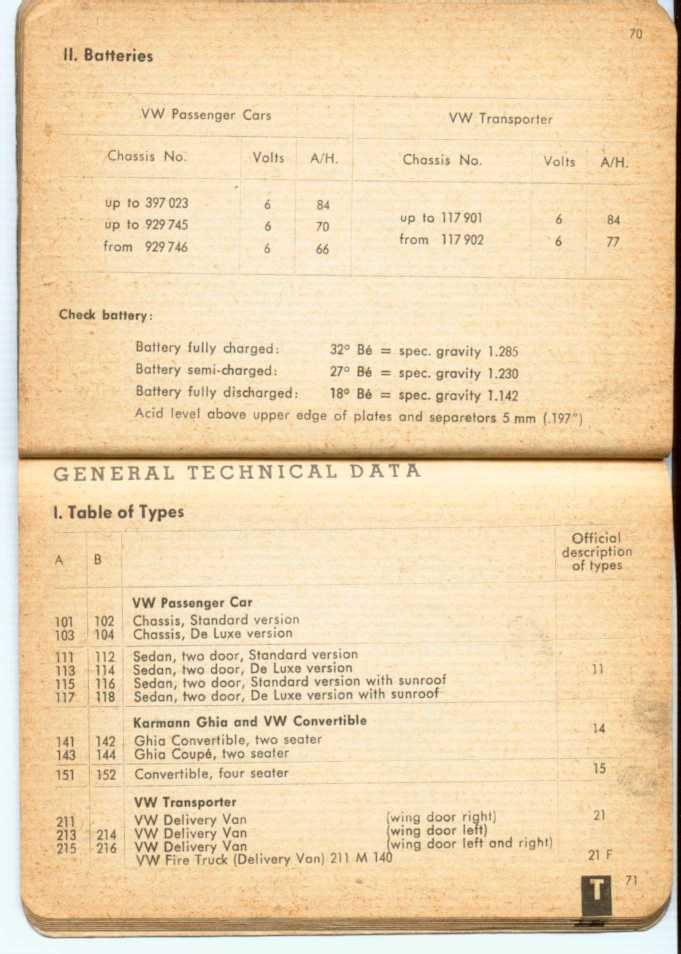 70
II. Batteries
VW Passenger Cars VW Transporter
Chassis No. Volts A/H. Chassis No. Volts A/H.
up to 397 023 6 84
up to 929 745 6 70 up to 117 901 6 84
from 929 746 6 66 from 117 902 6 77
Check battery:
Battery fully charged: 32° Bé = spec. gravity 1.285
Battery semi-charged: 27° Bé = spec. gravity 1.230
Battery fully discharged: 18° Bé = spec. gravity 1.142
Acid level above upper edge of plates and separetors 5 mm (.197")
GENERAL TECHNICAL DATA
I. Table of Types
A B Official
description
of types
VW Passenger Car
101 102 Chassis, Standard version
103 104 Chassis, De Luxe version
111 112 Sedan, two door, Standard version
113 114 Sedan, two door, De Luxe version 11
115 116 Sedan, two door, Standard version with sunroof
117 118 Sedan, two door, De Luxe version with sunroof
Karmann Ghia and VW Convertible 14
141 142 Ghia Convertible, two seater
143 144 Ghia Coupé, two seater
151 152 Convertible, four seater 15
VW Transporter
211 VW Delivery Van (wing door right) 21
213 214 VW Delivery Van (wing door left)
215 216 VW Delivery Van (wing door left and right)
VW Fire Truck (Delivery Van) 211 M 140 21 F
T 71